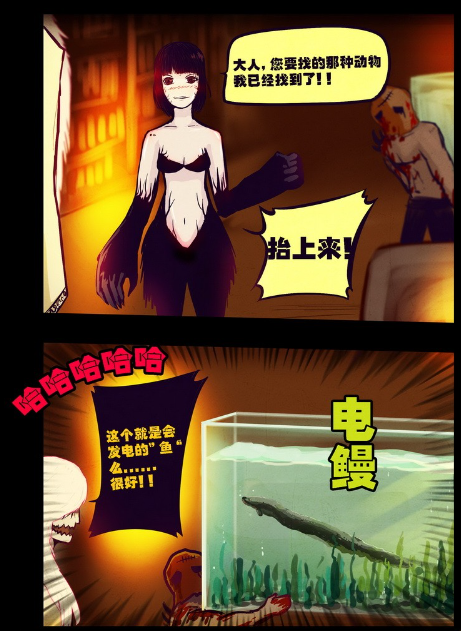 大人，您要找的那种动物
我已经找到了！！
抬上来！
哈哈哈哈哈
这个就是会
发电的"鱼"
么……
很好！！
电
鳗